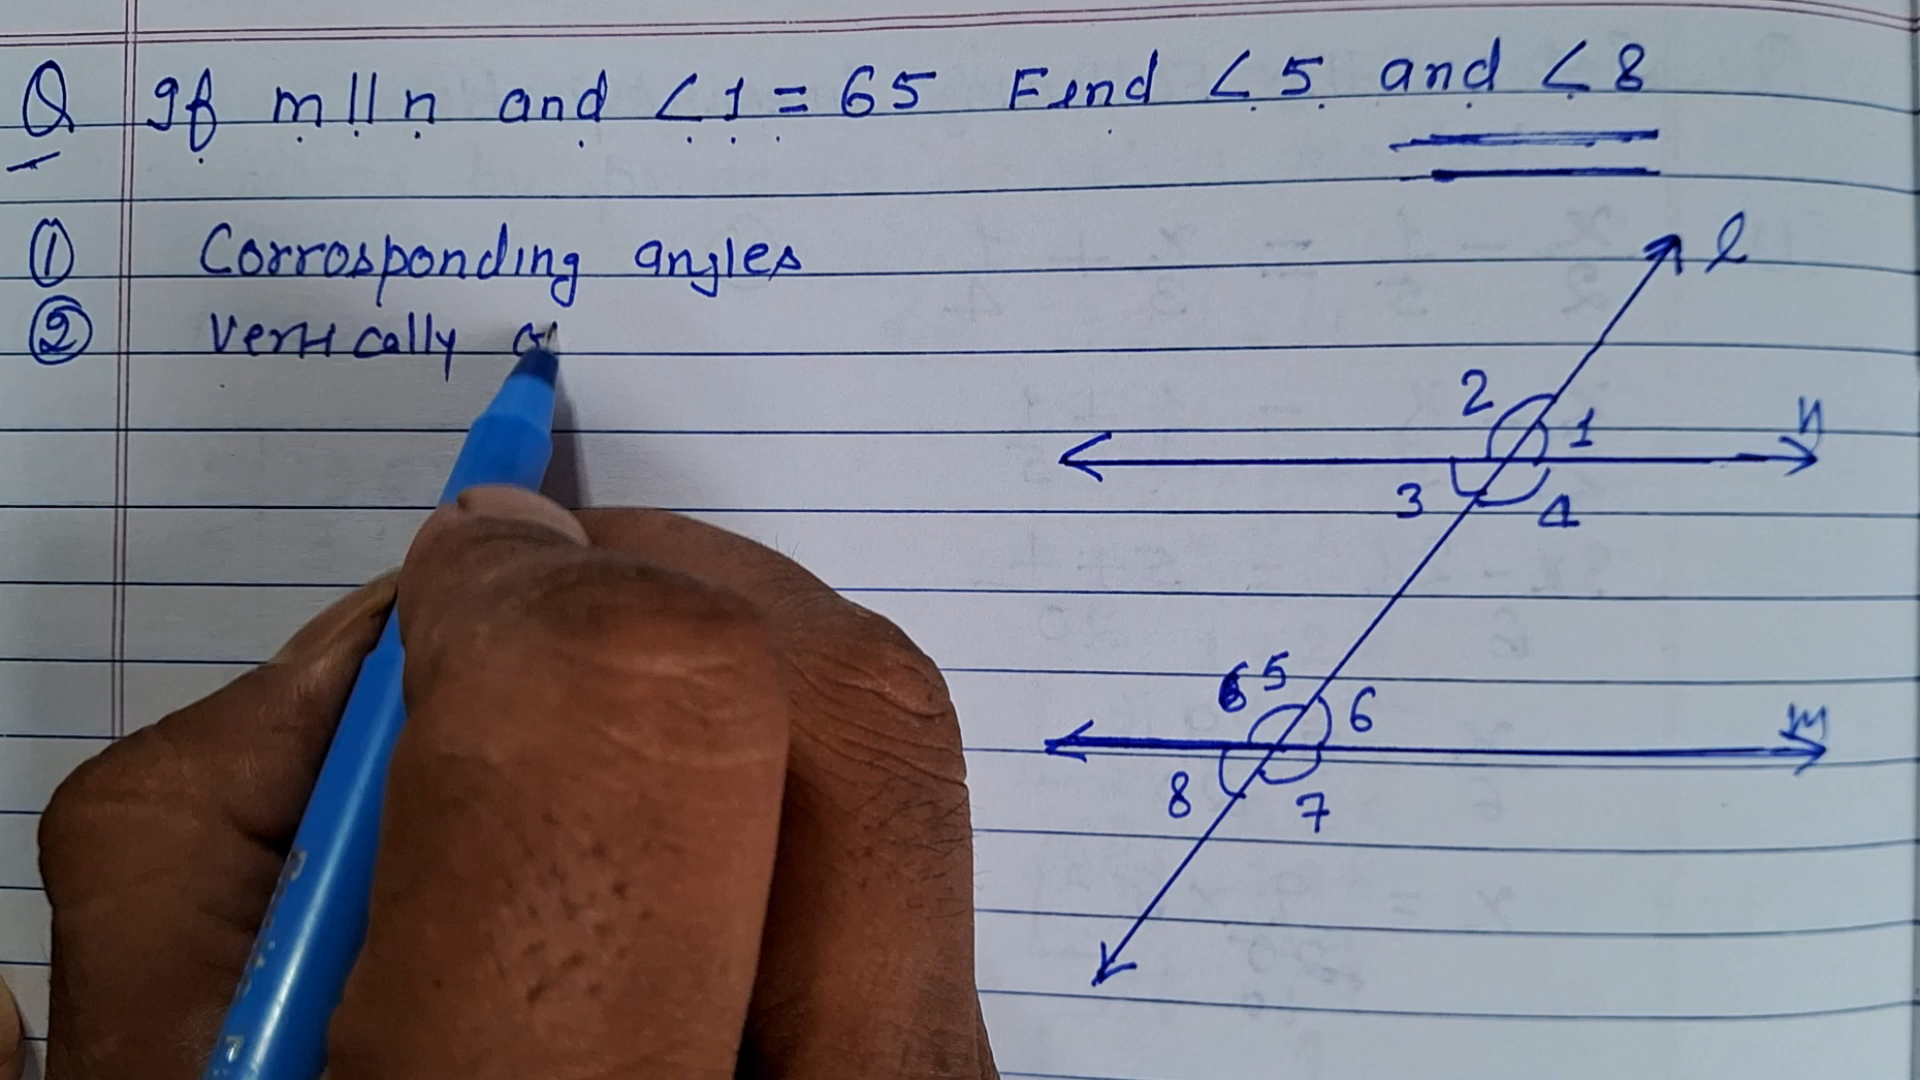 Q If m || n and ∠1 = 65 Find ∠5 and ∠8
① Corrosponding angles
② Vertically
l
2 1 n
3 4
5 6 m
8 7